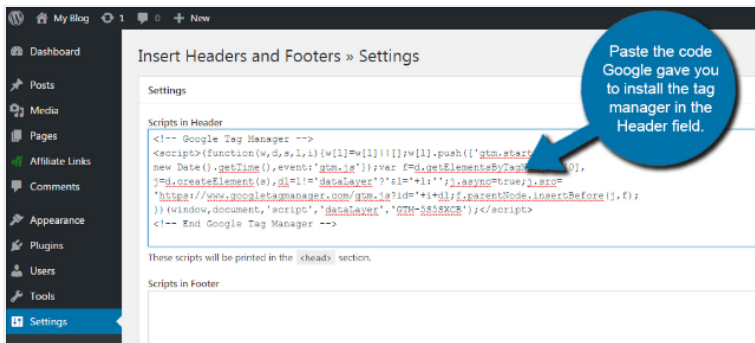 My Blog 1 0 + New
Dashboard
Posts
Media
Pages
Affiliate Links
Comments
Appearance
Plugins
Users
Tools
Settings
Insert Headers and Footers » Settings
Settings
Scripts in Header
<!-- Google Tag Manager -->
<script>(function(w,d,s,l,i){w[l]=w[l]||[];w[l].push({'gtm.start
new Date().getTime(),event:'gtm.js'});var f=d.getElementsByTagN
j=d.createElement(s),dl=l!='dataLayer'?'&l='+l:'';j.async=true;j.src=
'https://www.googletagmanager.com/gtm.js?id='+i+dl;f.parentNode.insertBefore(j,f);
})(window,document,'script','dataLayer','GTM-5S5SXCB');</script>
<!-- End Google Tag Manager -->
These scripts will be printed in the <head> section.
Scripts in Footer
Paste the code
Google gave you
to install the tag
manager in the
Header field.